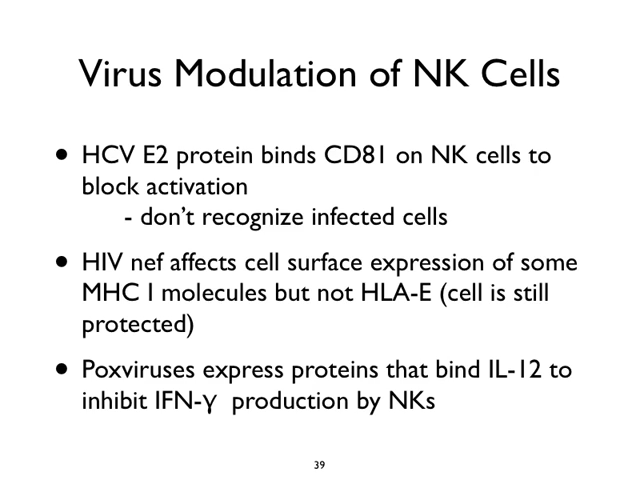 Virus Modulation of NK Cells
• HCV E2 protein binds CD81 on NK cells to
block activation
- don't recognize infected cells
• HIV nef affects cell surface expression of some
MHC I molecules but not HLA-E (cell is still
protected)
• Poxviruses express proteins that bind IL-12 to
inhibit IFN-γ production by NKs
39